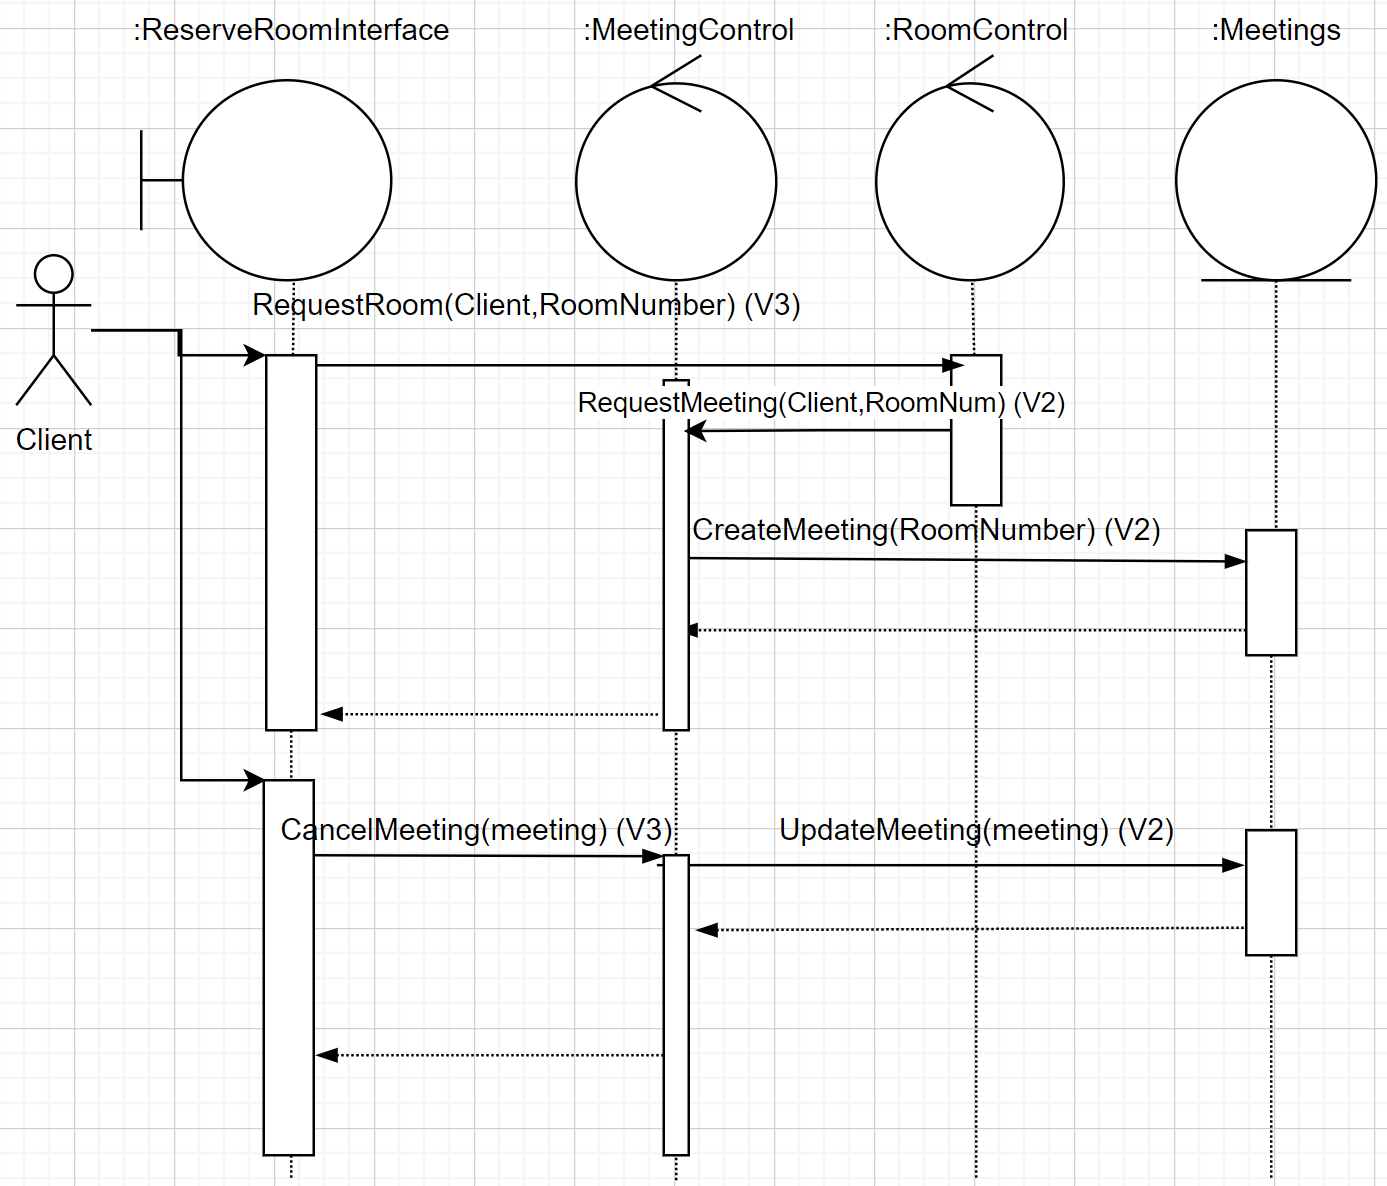 :ReserveRoomInterface
:MeetingControl
:RoomControl
:Meetings
RequestRoom(Client,RoomNumber) (V3)
RequestMeeting(Client,RoomNum) (V2)
Client
CreateMeeting(RoomNumber) (V2)
CancelMeeting(meeting) (V3)
UpdateMeeting(meeting) (V2)